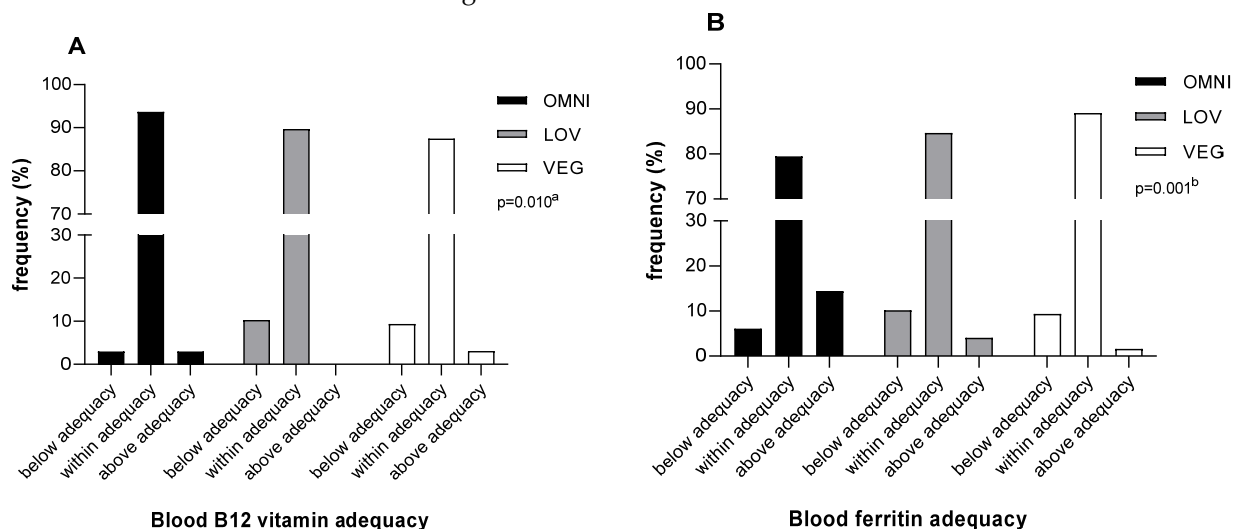 g
A
B
100
90
80
70
30
20
10
0
frequency (%)
OMNI
LOV
VEG
p=0.010a
below adequacy
within adequacy
above adequacy
below adequacy
within adequacy
above adequacy
below adequacy
within adequacy
above adequacy
Blood B12 vitamin adequacy
100
90
80
70
30
20
10
0
frequency (%)
OMNI
LOV
VEG
p=0.001b
below adequacy
within adequacy
above adequacy
below adequacy
within adequacy
above adequacy
below adequacy
within adequacy
above adequacy
Blood ferritin adequacy